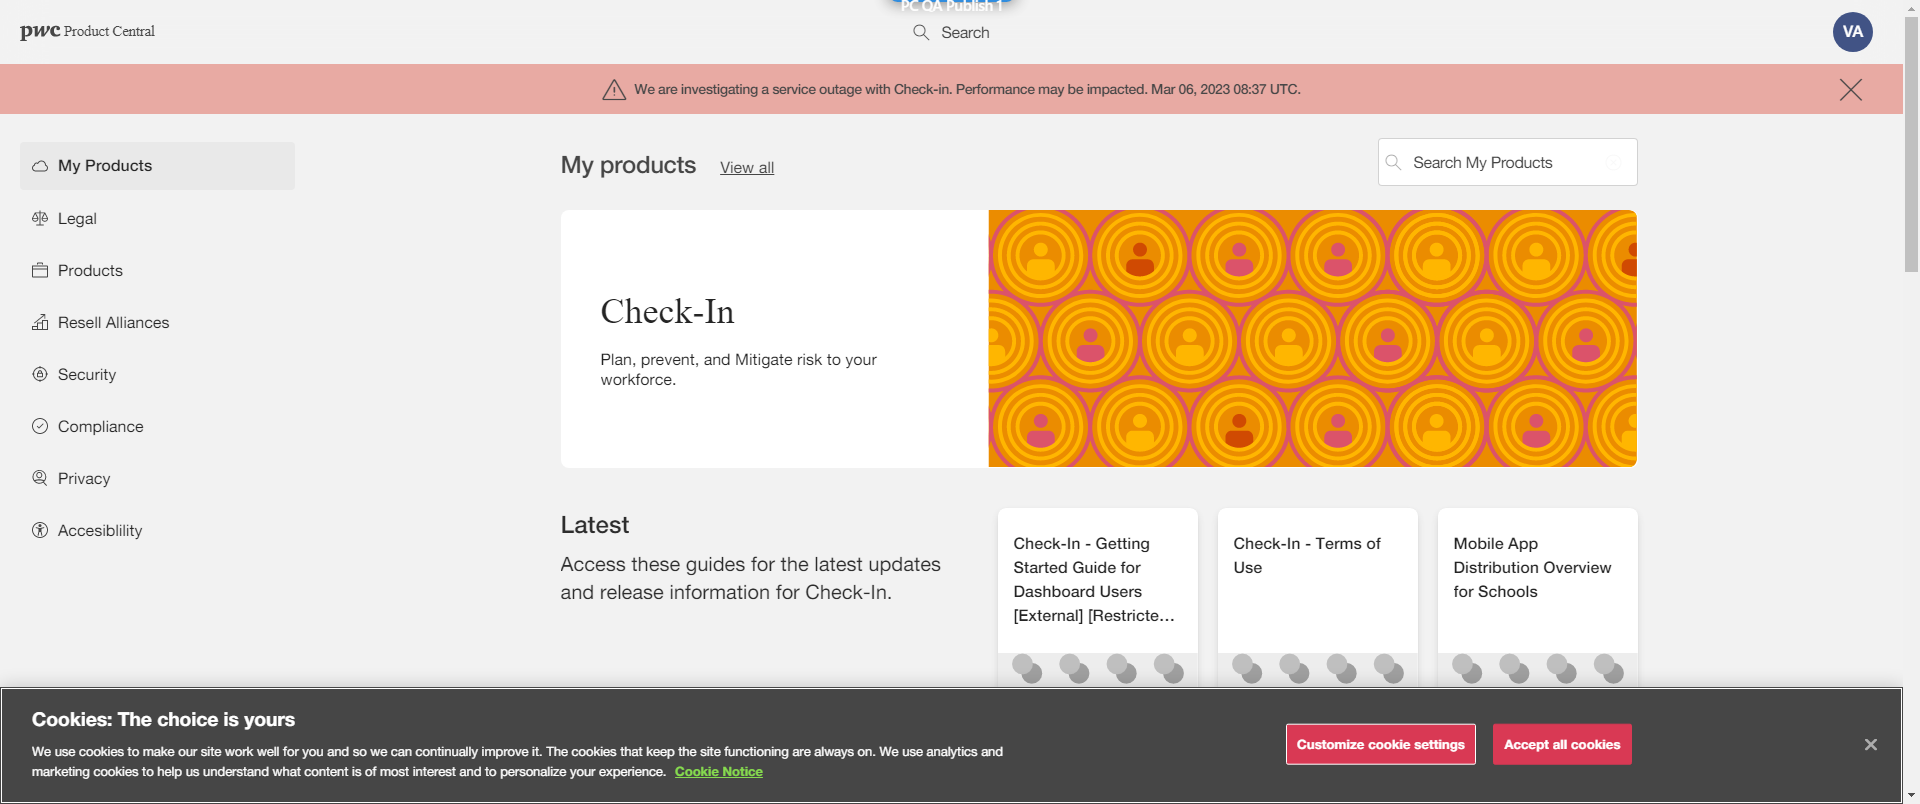 PC QA Publish 1
pwc Product Central
Search
VA
We are investigating a service outage with Check-in. Performance may be impacted. Mar 06, 2023 08:37 UTC.
My Products
Legal
Products
Resell Alliances
Security
Compliance
Privacy
Accesiblility
My products View all
Search My Products
Check-In
Plan, prevent, and Mitigate risk to your
workforce.
Latest
Access these guides for the latest updates
and release information for Check-In.
Check-In - Getting
Started Guide for
Dashboard Users
[External] [Restricte...
Check-In - Terms of
Use
Mobile App
Distribution Overview
for Schools
Cookies: The choice is yours
We use cookies to make our site work well for you and so we can continually improve it. The cookies that keep the site functioning are always on. We use analytics and
marketing cookies to help us understand what content is of most interest and to personalize your experience. Cookie Notice
Customize cookie settings
Accept all cookies